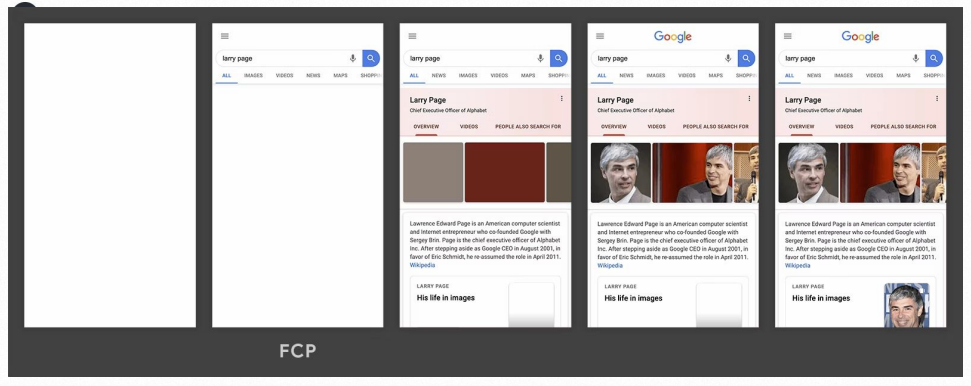 larry page
ALL IMAGES VIDEOS NEWS MAPS SHOPPI
larry page
ALL NEWS IMAGES VIDEOS MAPS SHOPPI
Larry Page
Chief Executive Officer of Alphabet
OVERVIEW VIDEOS PEOPLE ALSO SEARCH FOR
Lawrence Edward Page is an American computer scientist
and Internet entrepreneur who co-founded Google with
Sergey Brin. Page is the chief executive officer of Alphabet
Inc. After stepping aside as Google CEO in August 2001, in
favor of Eric Schmidt, he re-assumed the role in April 2011.
Wikipedia
LARRY PAGE
His life in images
Google
larry page
ALL NEWS IMAGES VIDEOS MAPS SHOPPI
Larry Page
Chief Executive Officer of Alphabet
OVERVIEW VIDEOS PEOPLE ALSO SEARCH FOR
Lawrence Edward Page is an American computer scientist
and Internet entrepreneur who co-founded Google with
Sergey Brin. Page is the chief executive officer of Alphabet
Inc. After stepping aside as Google CEO in August 2001, in
favor of Eric Schmidt, he re-assumed the role in April 2011.
Wikipedia
LARRY PAGE
His life in images
Google
larry page
ALL NEWS IMAGES VIDEOS MAPS SHOPPI
Larry Page
Chief Executive Officer of Alphabet
OVERVIEW VIDEOS PEOPLE ALSO SEARCH FOR
Lawrence Edward Page is an American computer scientist
and Internet entrepreneur who co-founded Google with
Sergey Brin. Page is the chief executive officer of Alphabet
Inc. After stepping aside as Google CEO in August 2001, in
favor of Eric Schmidt, he re-assumed the role in April 2011.
Wikipedia
LARRY PAGE
His life in images
FCP